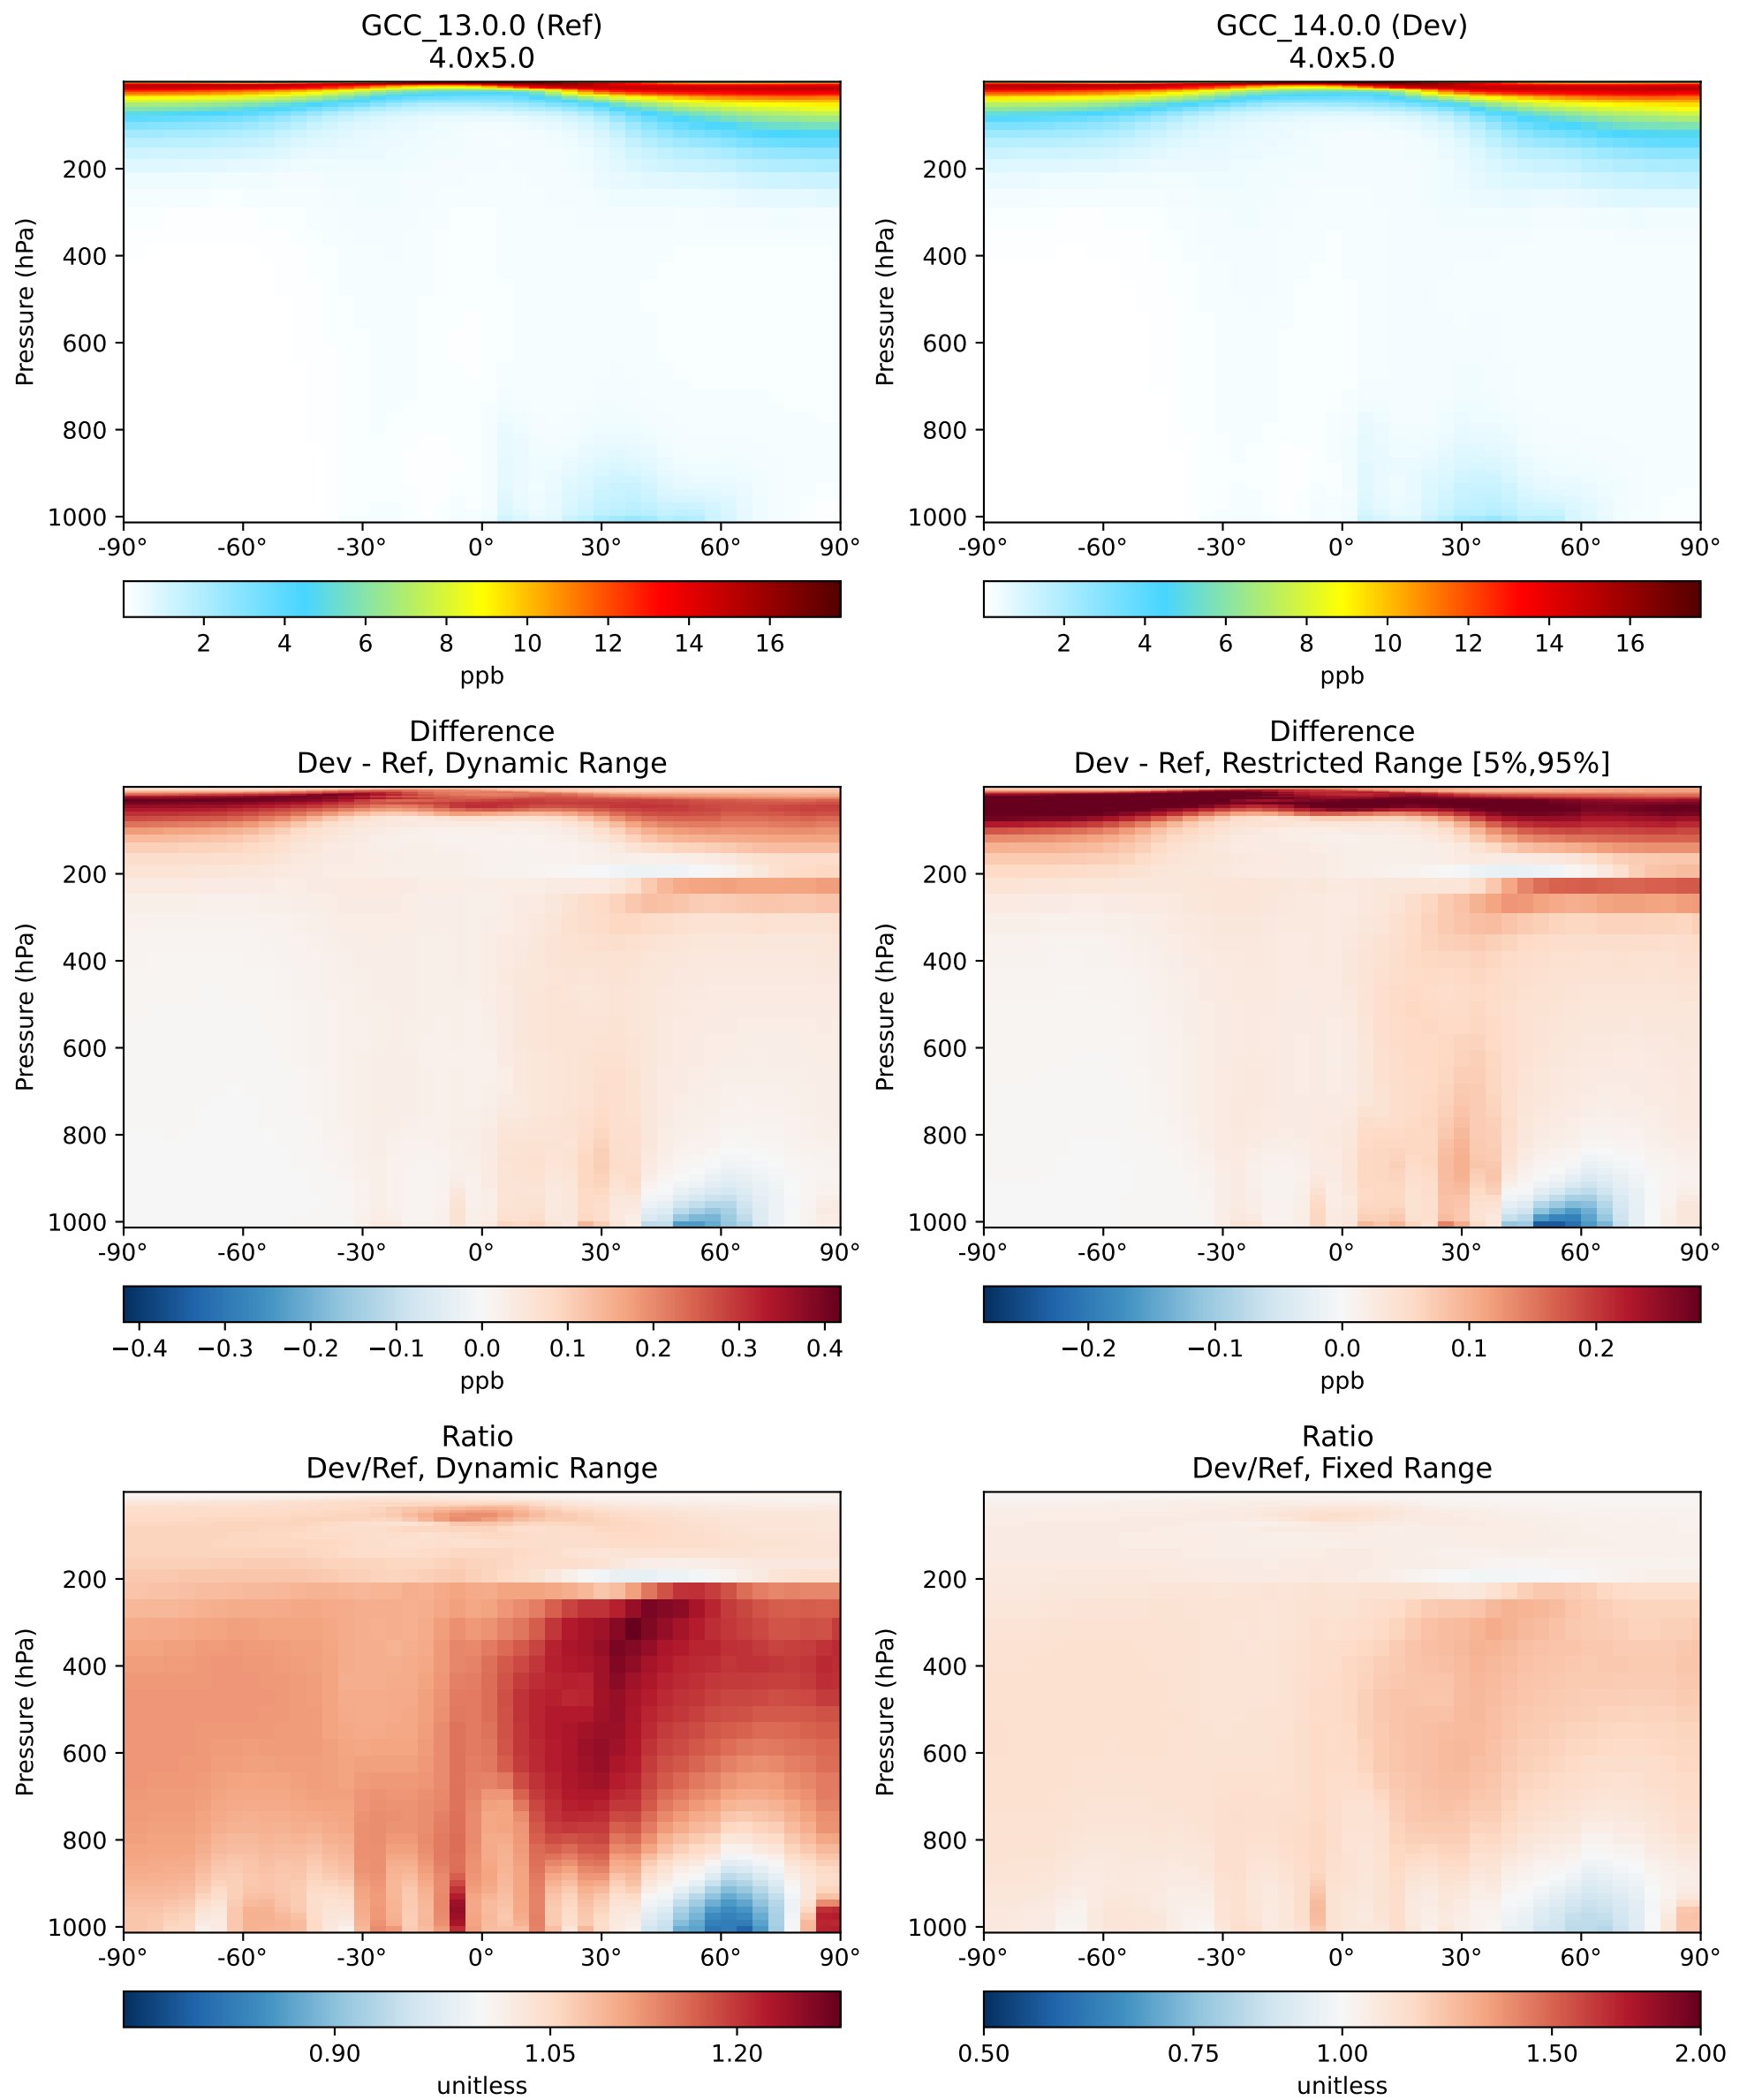 GCC_13.0.0 (Ref)
4.0x5.0
Pressure (hPa)
200
400
600
800
1000
-90° -60° -30° 0° 30° 60° 90°
2 4 6 8 10 12 14 16
ppb
GCC_14.0.0 (Dev)
4.0x5.0
Pressure (hPa)
200
400
600
800
1000
-90° -60° -30° 0° 30° 60° 90°
2 4 6 8 10 12 14 16
ppb
Difference
Dev - Ref, Dynamic Range
Pressure (hPa)
200
400
600
800
1000
-90° -60° -30° 0° 30° 60° 90°
−0.4 −0.3 −0.2 −0.1 0.0 0.1 0.2 0.3 0.4
ppb
Difference
Dev - Ref, Restricted Range [5%,95%]
Pressure (hPa)
200
400
600
800
1000
-90° -60° -30° 0° 30° 60° 90°
−0.2 −0.1 0.0 0.1 0.2
ppb
Ratio
Dev/Ref, Dynamic Range
Pressure (hPa)
200
400
600
800
1000
-90° -60° -30° 0° 30° 60° 90°
0.90 1.05 1.20
unitless
Ratio
Dev/Ref, Fixed Range
Pressure (hPa)
200
400
600
800
1000
-90° -60° -30° 0° 30° 60° 90°
0.50 0.75 1.00 1.50 2.00
unitless